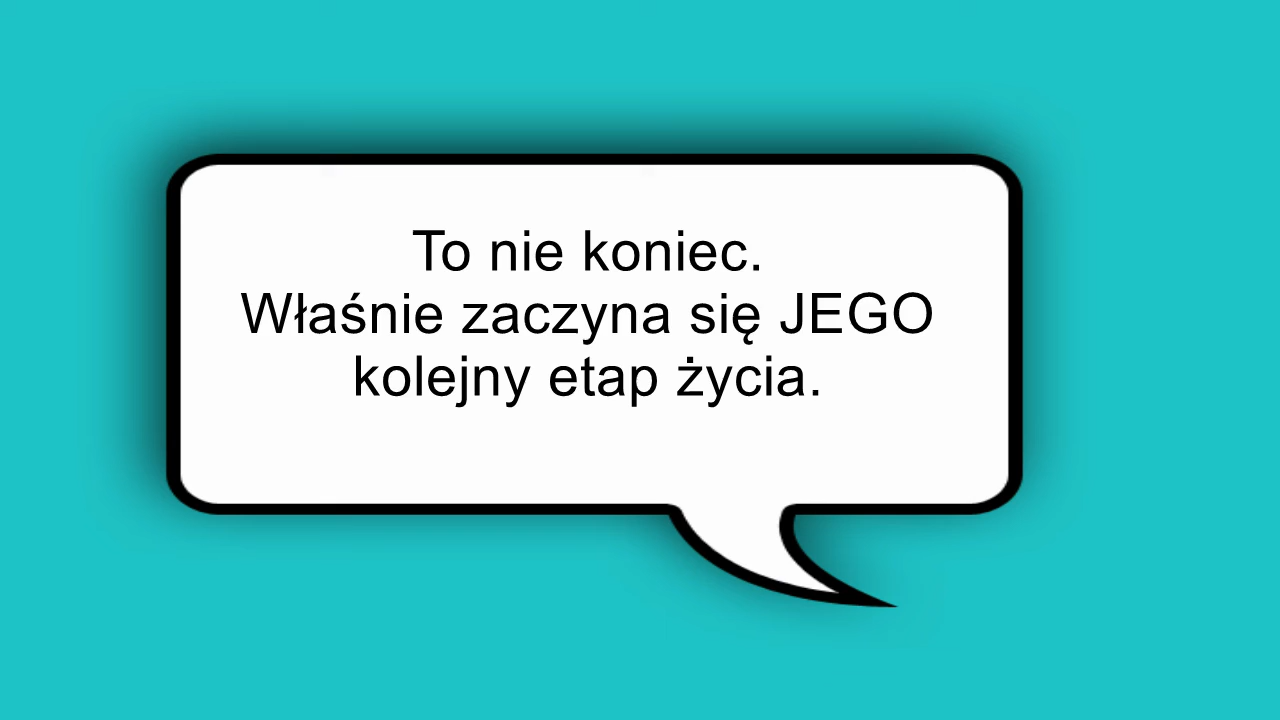 To nie koniec.
Właśnie zaczyna się JEGO
kolejny etap życia.